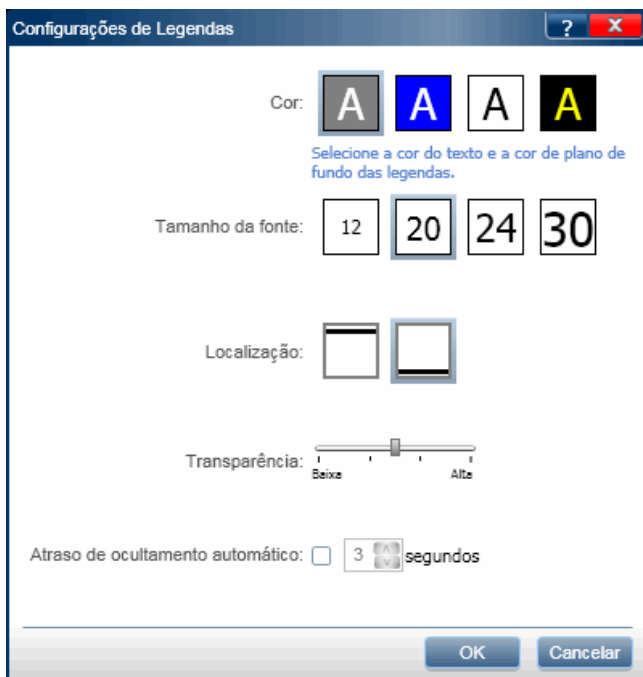 Configurações de Legendas ? X
Cor: A A A A
Selecione a cor do texto e a cor de plano de
fundo das legendas.
Tamanho da fonte: 12 20 24 30
Localização:
Transparência:
Baixa Alta
Atraso de ocultamento automático: 3 segundos
OK Cancelar